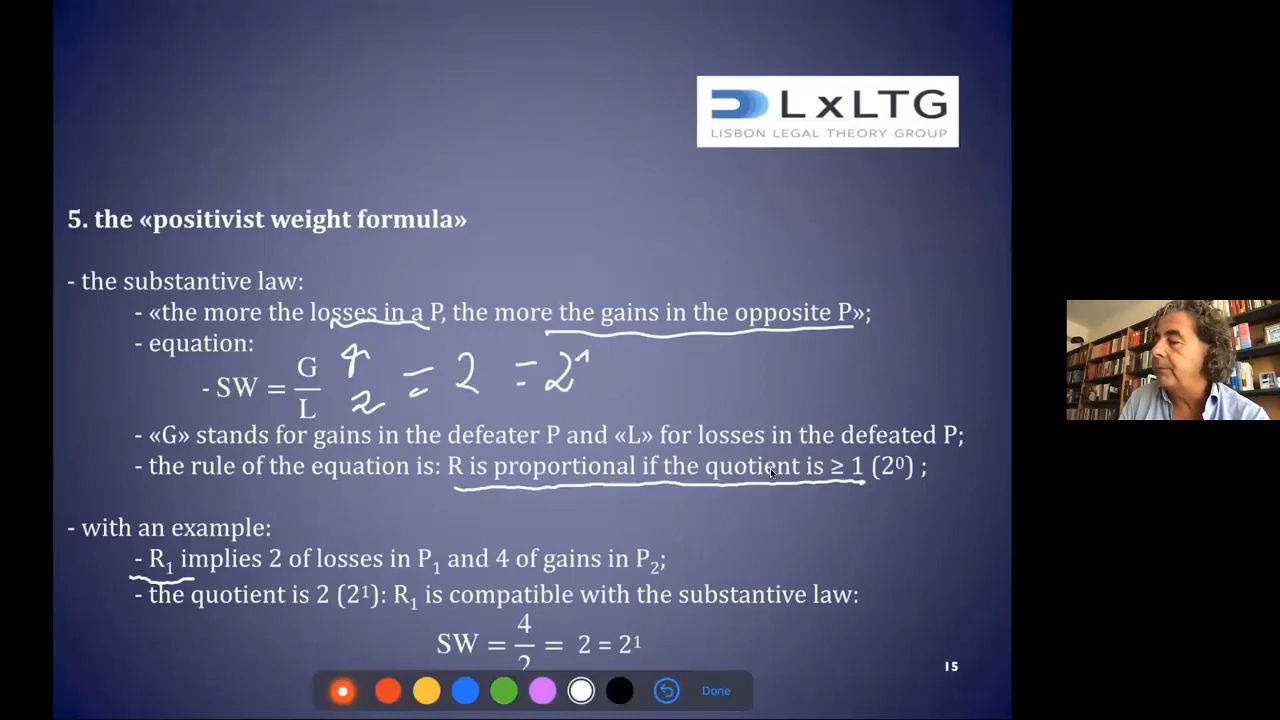 LxLTG
LISBON LEGAL THEORY GROUP
5. the «positivist weight formula»
- the substantive law:
- «the more the losses in a P, the more the gains in the opposite P»;
- equation:
- SW = G/L 4/2 = 2 = 2¹
- «G» stands for gains in the defeater P and «L» for losses in the defeated P;
- the rule of the equation is: R is proportional if the quotient is ≥ 1 (2⁰) ;
- with an example:
- R₁ implies 2 of losses in P₁ and 4 of gains in P₂;
- the quotient is 2 (2¹): R₁ is compatible with the substantive law:
SW = 4/2 = 2 = 2¹
15
Done